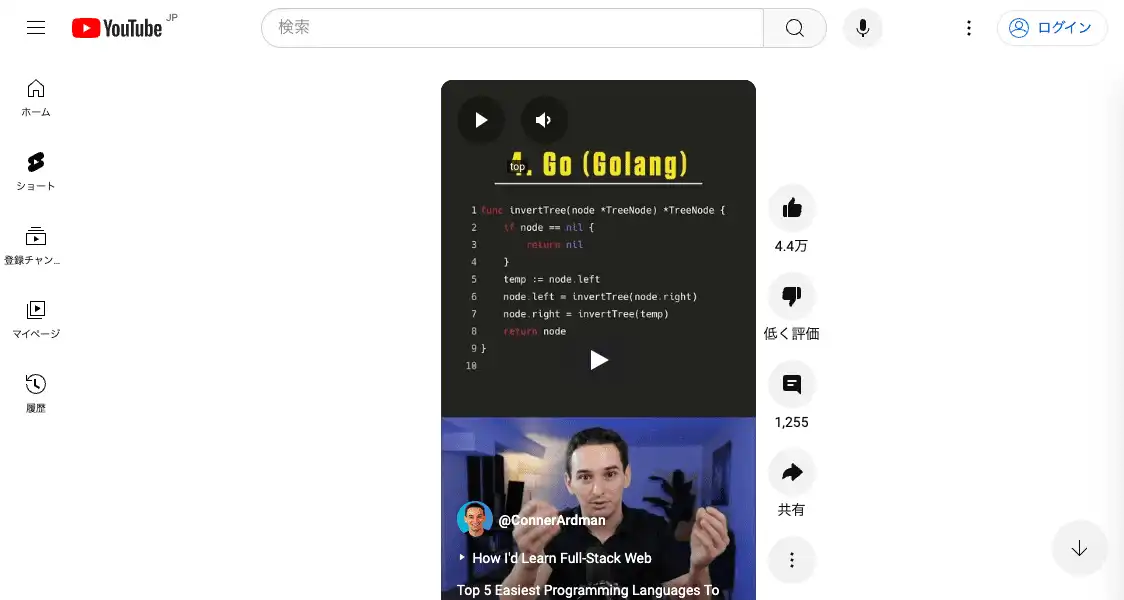 YouTube JP
検索
ログイン
ホーム
ショート
登録チャン...
マイページ
履歴
top
4. Go (Golang)
1 func invertTree(node *TreeNode) *TreeNode {
2 if node == nil {
3 return nil
4 }
5 temp := node.left
6 node.left = invertTree(node.right)
7 node.right = invertTree(temp)
8 return node
9 }
10
@ConnerArdman
How I'd Learn Full-Stack Web
Top 5 Easiest Programming Languages To
4.4万
低く評価
1,255
共有